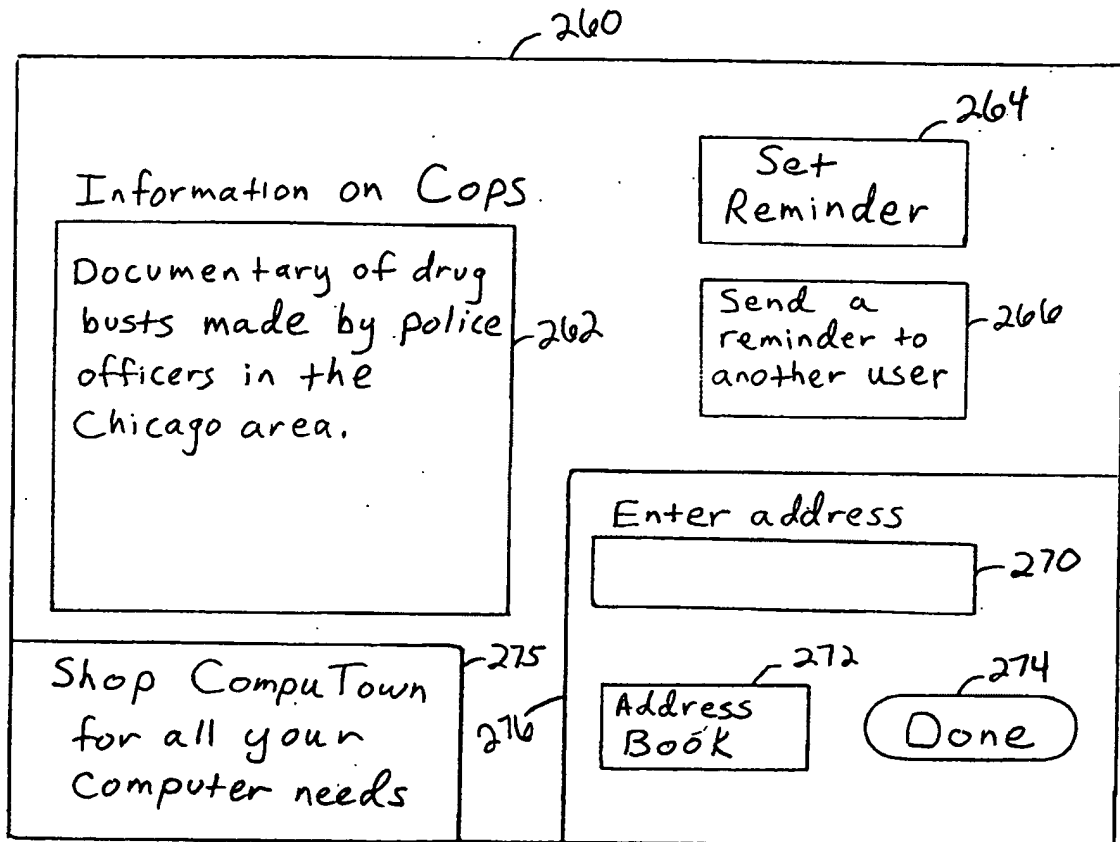 260
264
Set
Reminder
Information on Cops
Documentary of drug
busts made by police
officers in the
Chicago area.
262
Send a
reminder to
another user
266
Enter address
270
Shop CompuTown
for all your
Computer needs
275
276
272
Address
Book
274
Done